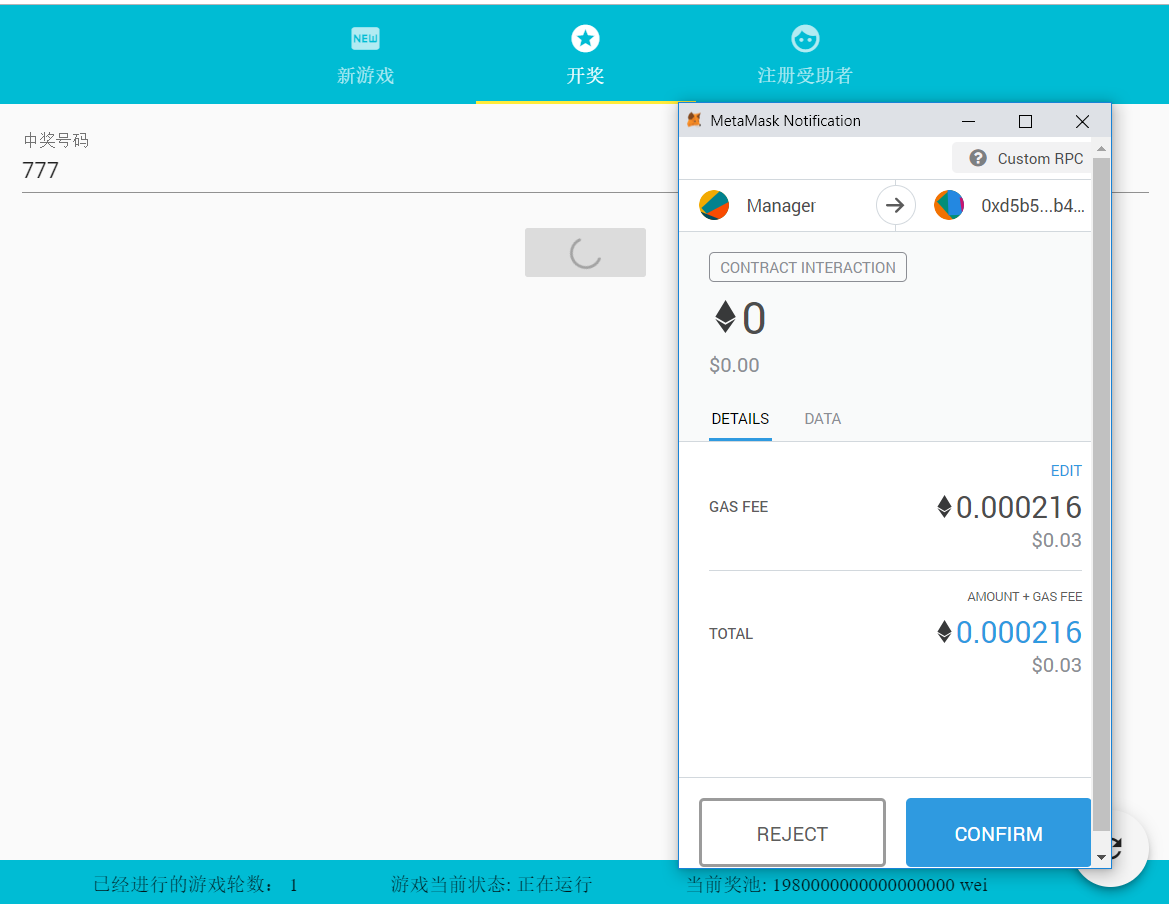 NEW
新游戏
开奖
注册受助者
中奖号码
777
MetaMask Notification
? Custom RPC
Manager
0xd5b5...b4...
CONTRACT INTERACTION
0
$0.00
DETAILS DATA
EDIT
GAS FEE
0.000216
$0.03
AMOUNT + GAS FEE
TOTAL
0.000216
$0.03
REJECT
CONFIRM
已经进行的游戏轮数： 1
游戏当前状态: 正在运行
当前奖池: 1980000000000000000 wei